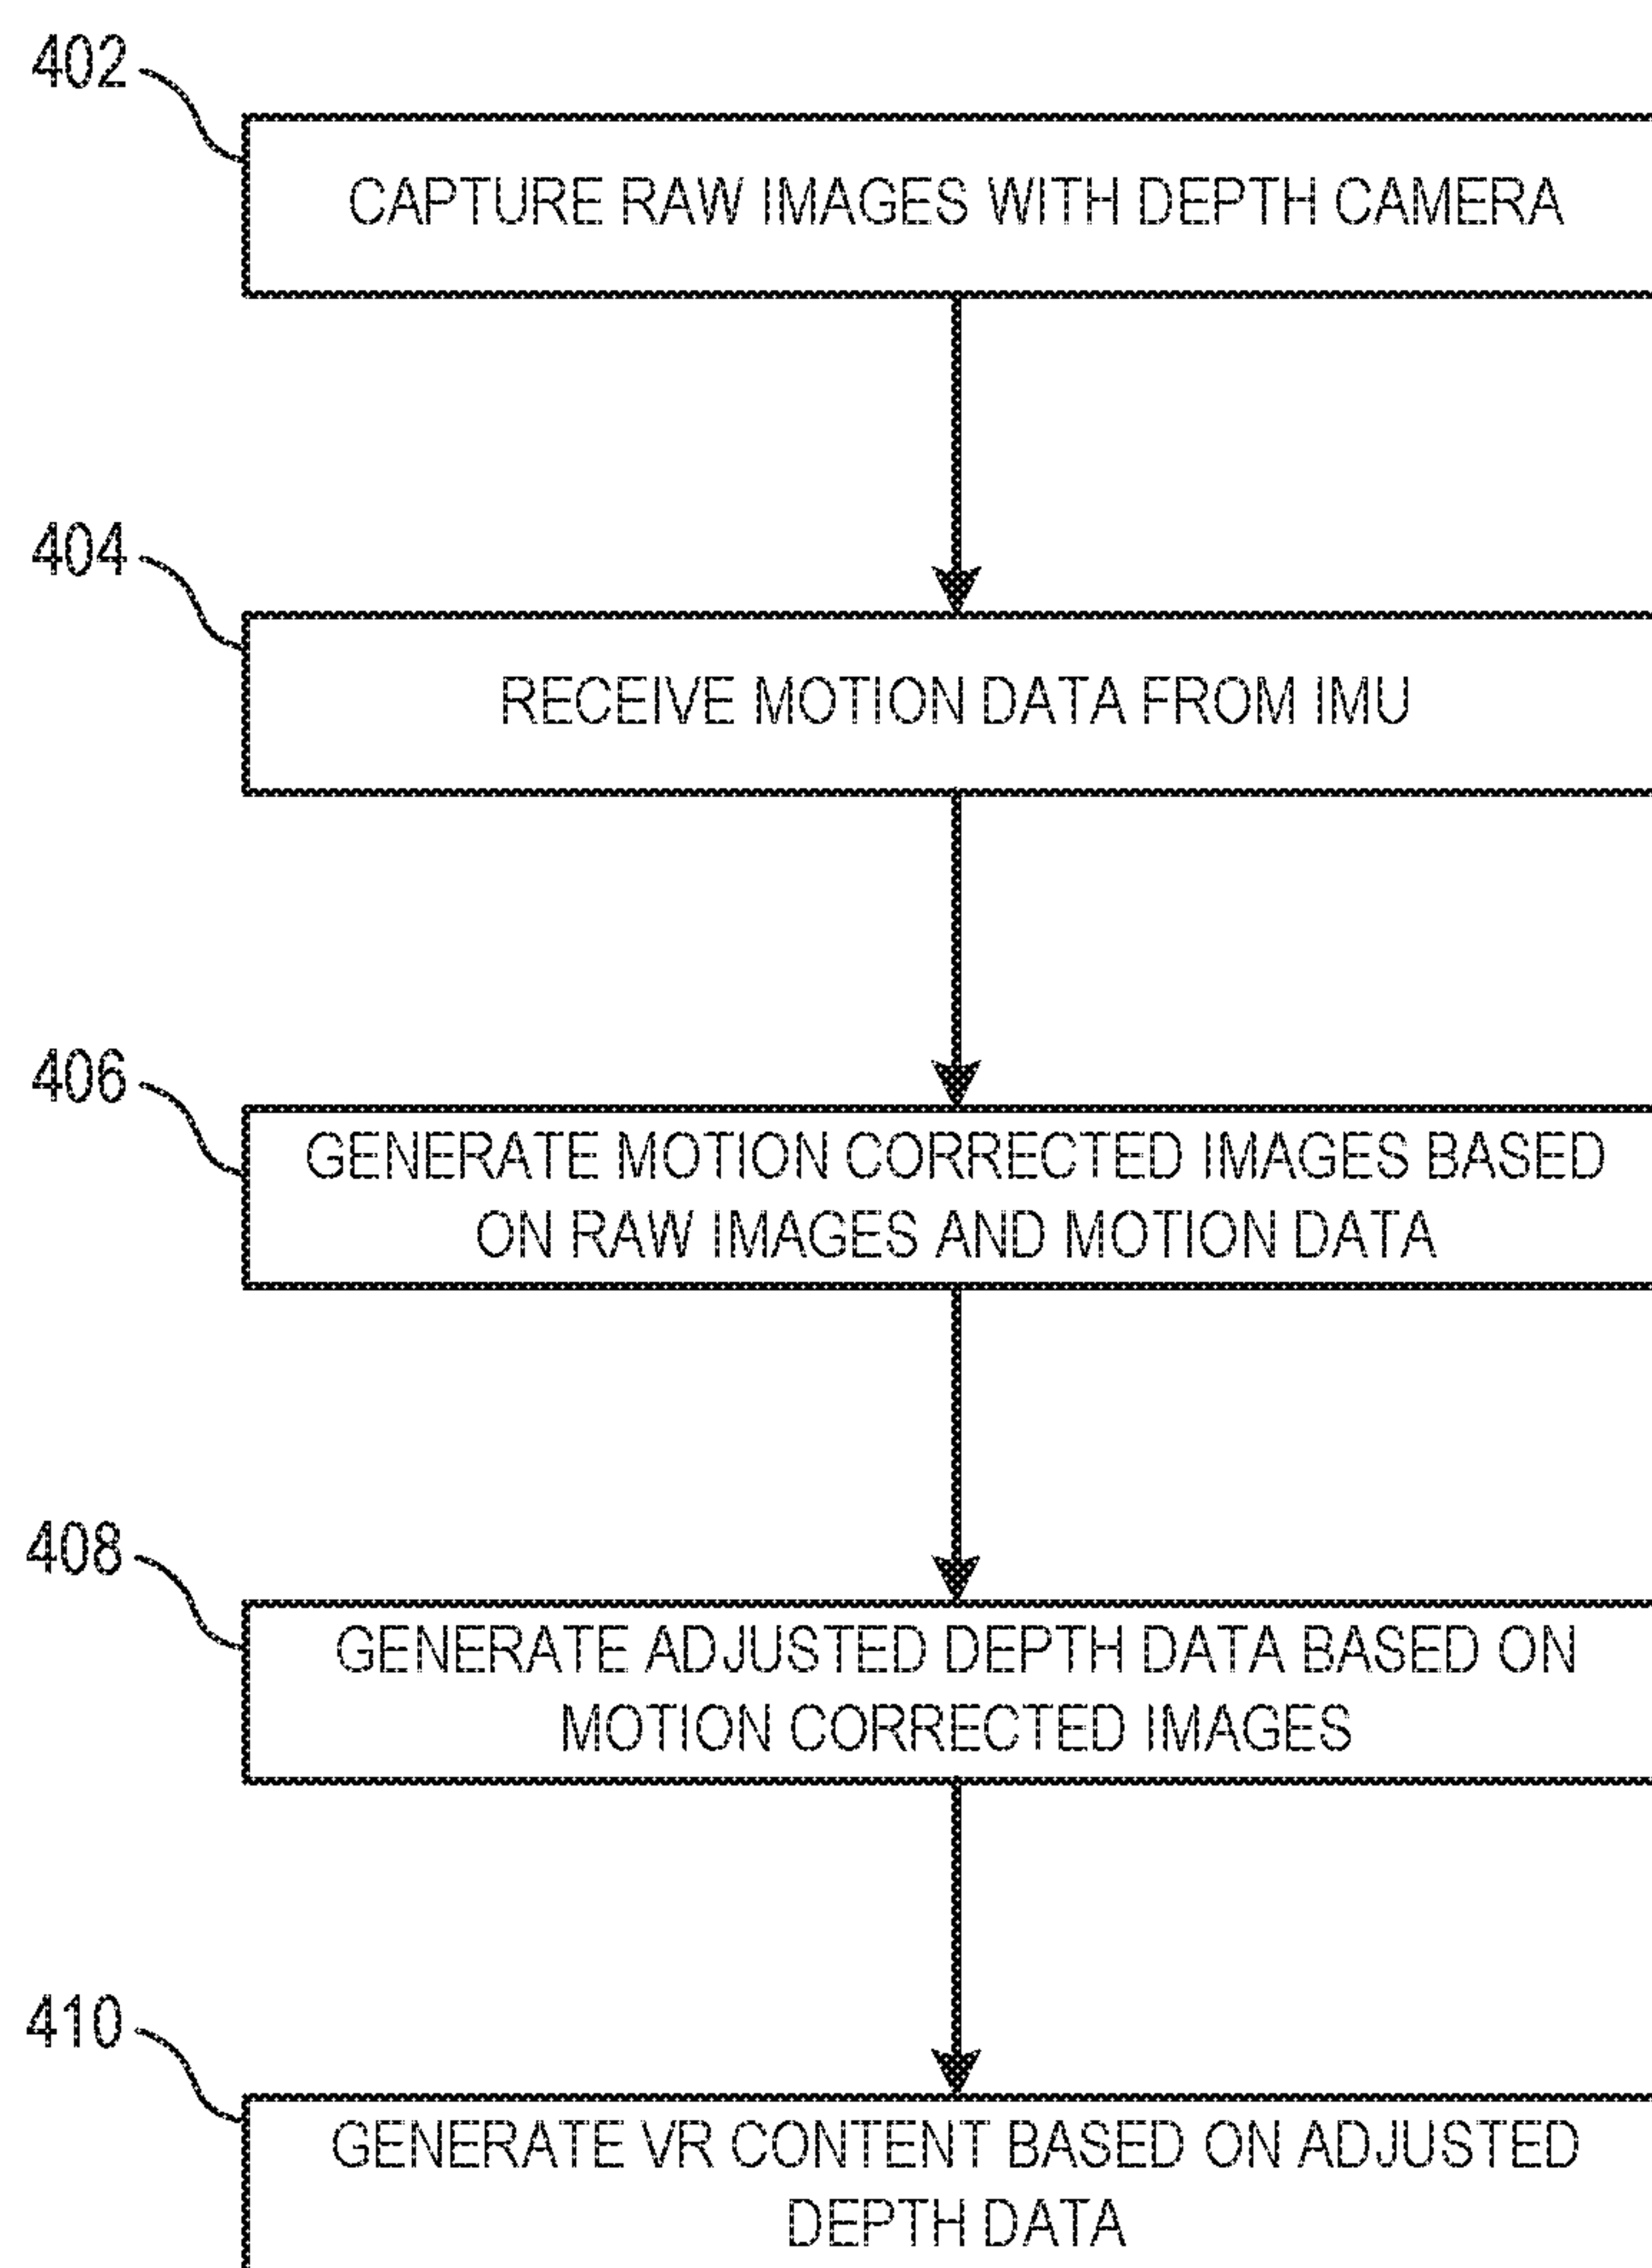 402
CAPTURE RAW IMAGES WITH DEPTH CAMERA
404
RECEIVE MOTION DATA FROM IMU
406
GENERATE MOTION CORRECTED IMAGES BASED
ON RAW IMAGES AND MOTION DATA
408
GENERATE ADJUSTED DEPTH DATA BASED ON
MOTION CORRECTED IMAGES
410
GENERATE VR CONTENT BASED ON ADJUSTED
DEPTH DATA